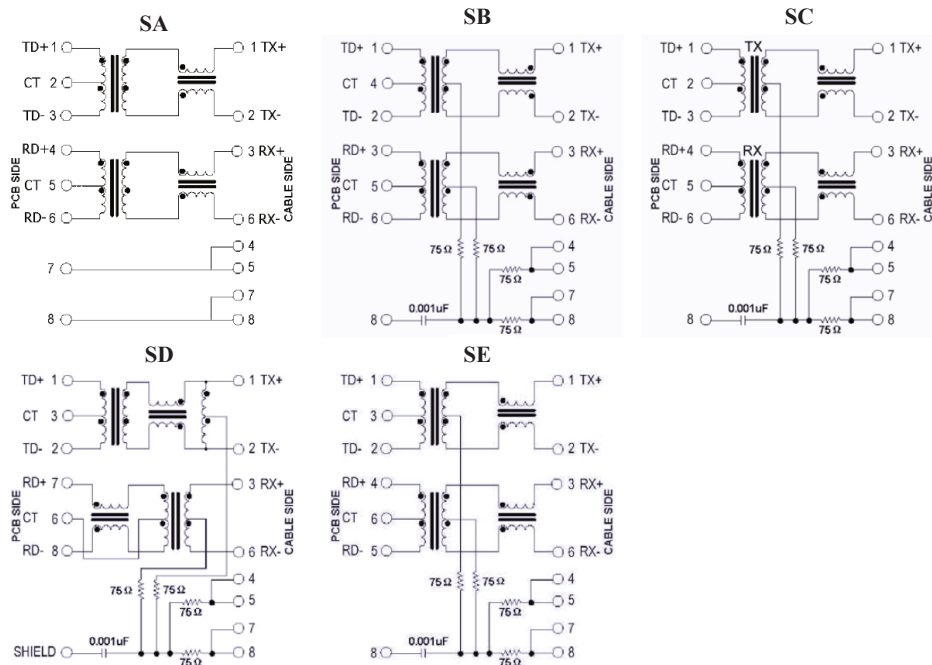 SA
TD+ 1
CT 2
TD- 3
RD+4
CT 5
RD-6
7
8
PCB SIDE
1 TX+
2 TX-
3 RX+
6 RX-
4
5
7
8
CABLE SIDE
SB
TD+ 1
CT 4
TD- 2
RD+ 3
CT 5
RD- 6
8
PCB SIDE
1 TX+
2 TX-
3 RX+
6 RX-
4
5
7
8
CABLE SIDE
75Ω 75Ω
75Ω
0.001uF
75Ω
SC
TD+ 1
CT 2
TD- 3
RD+4
CT 5
RD- 6
8
PCB SIDE
TX
RX
1 TX+
2 TX-
3 RX+
6 RX-
4
5
7
8
CABLE SIDE
75Ω 75Ω
75Ω
0.001uF
75Ω
SD
TD+ 1
CT 3
TD- 2
RD+ 7
CT 6
RD- 8
SHIELD
PCB SIDE
1 TX+
2 TX-
3 RX+
6 RX-
4
5
7
8
CABLE SIDE
75Ω 75Ω
75Ω
0.001uF
75Ω
SE
TD+ 1
CT 3
TD- 2
RD+ 4
CT 6
RD- 5
8
PCB SIDE
1 TX+
2 TX-
3 RX+
6 RX-
4
5
7
8
CABLE SIDE
75Ω 75Ω
75Ω
0.001uF
75Ω